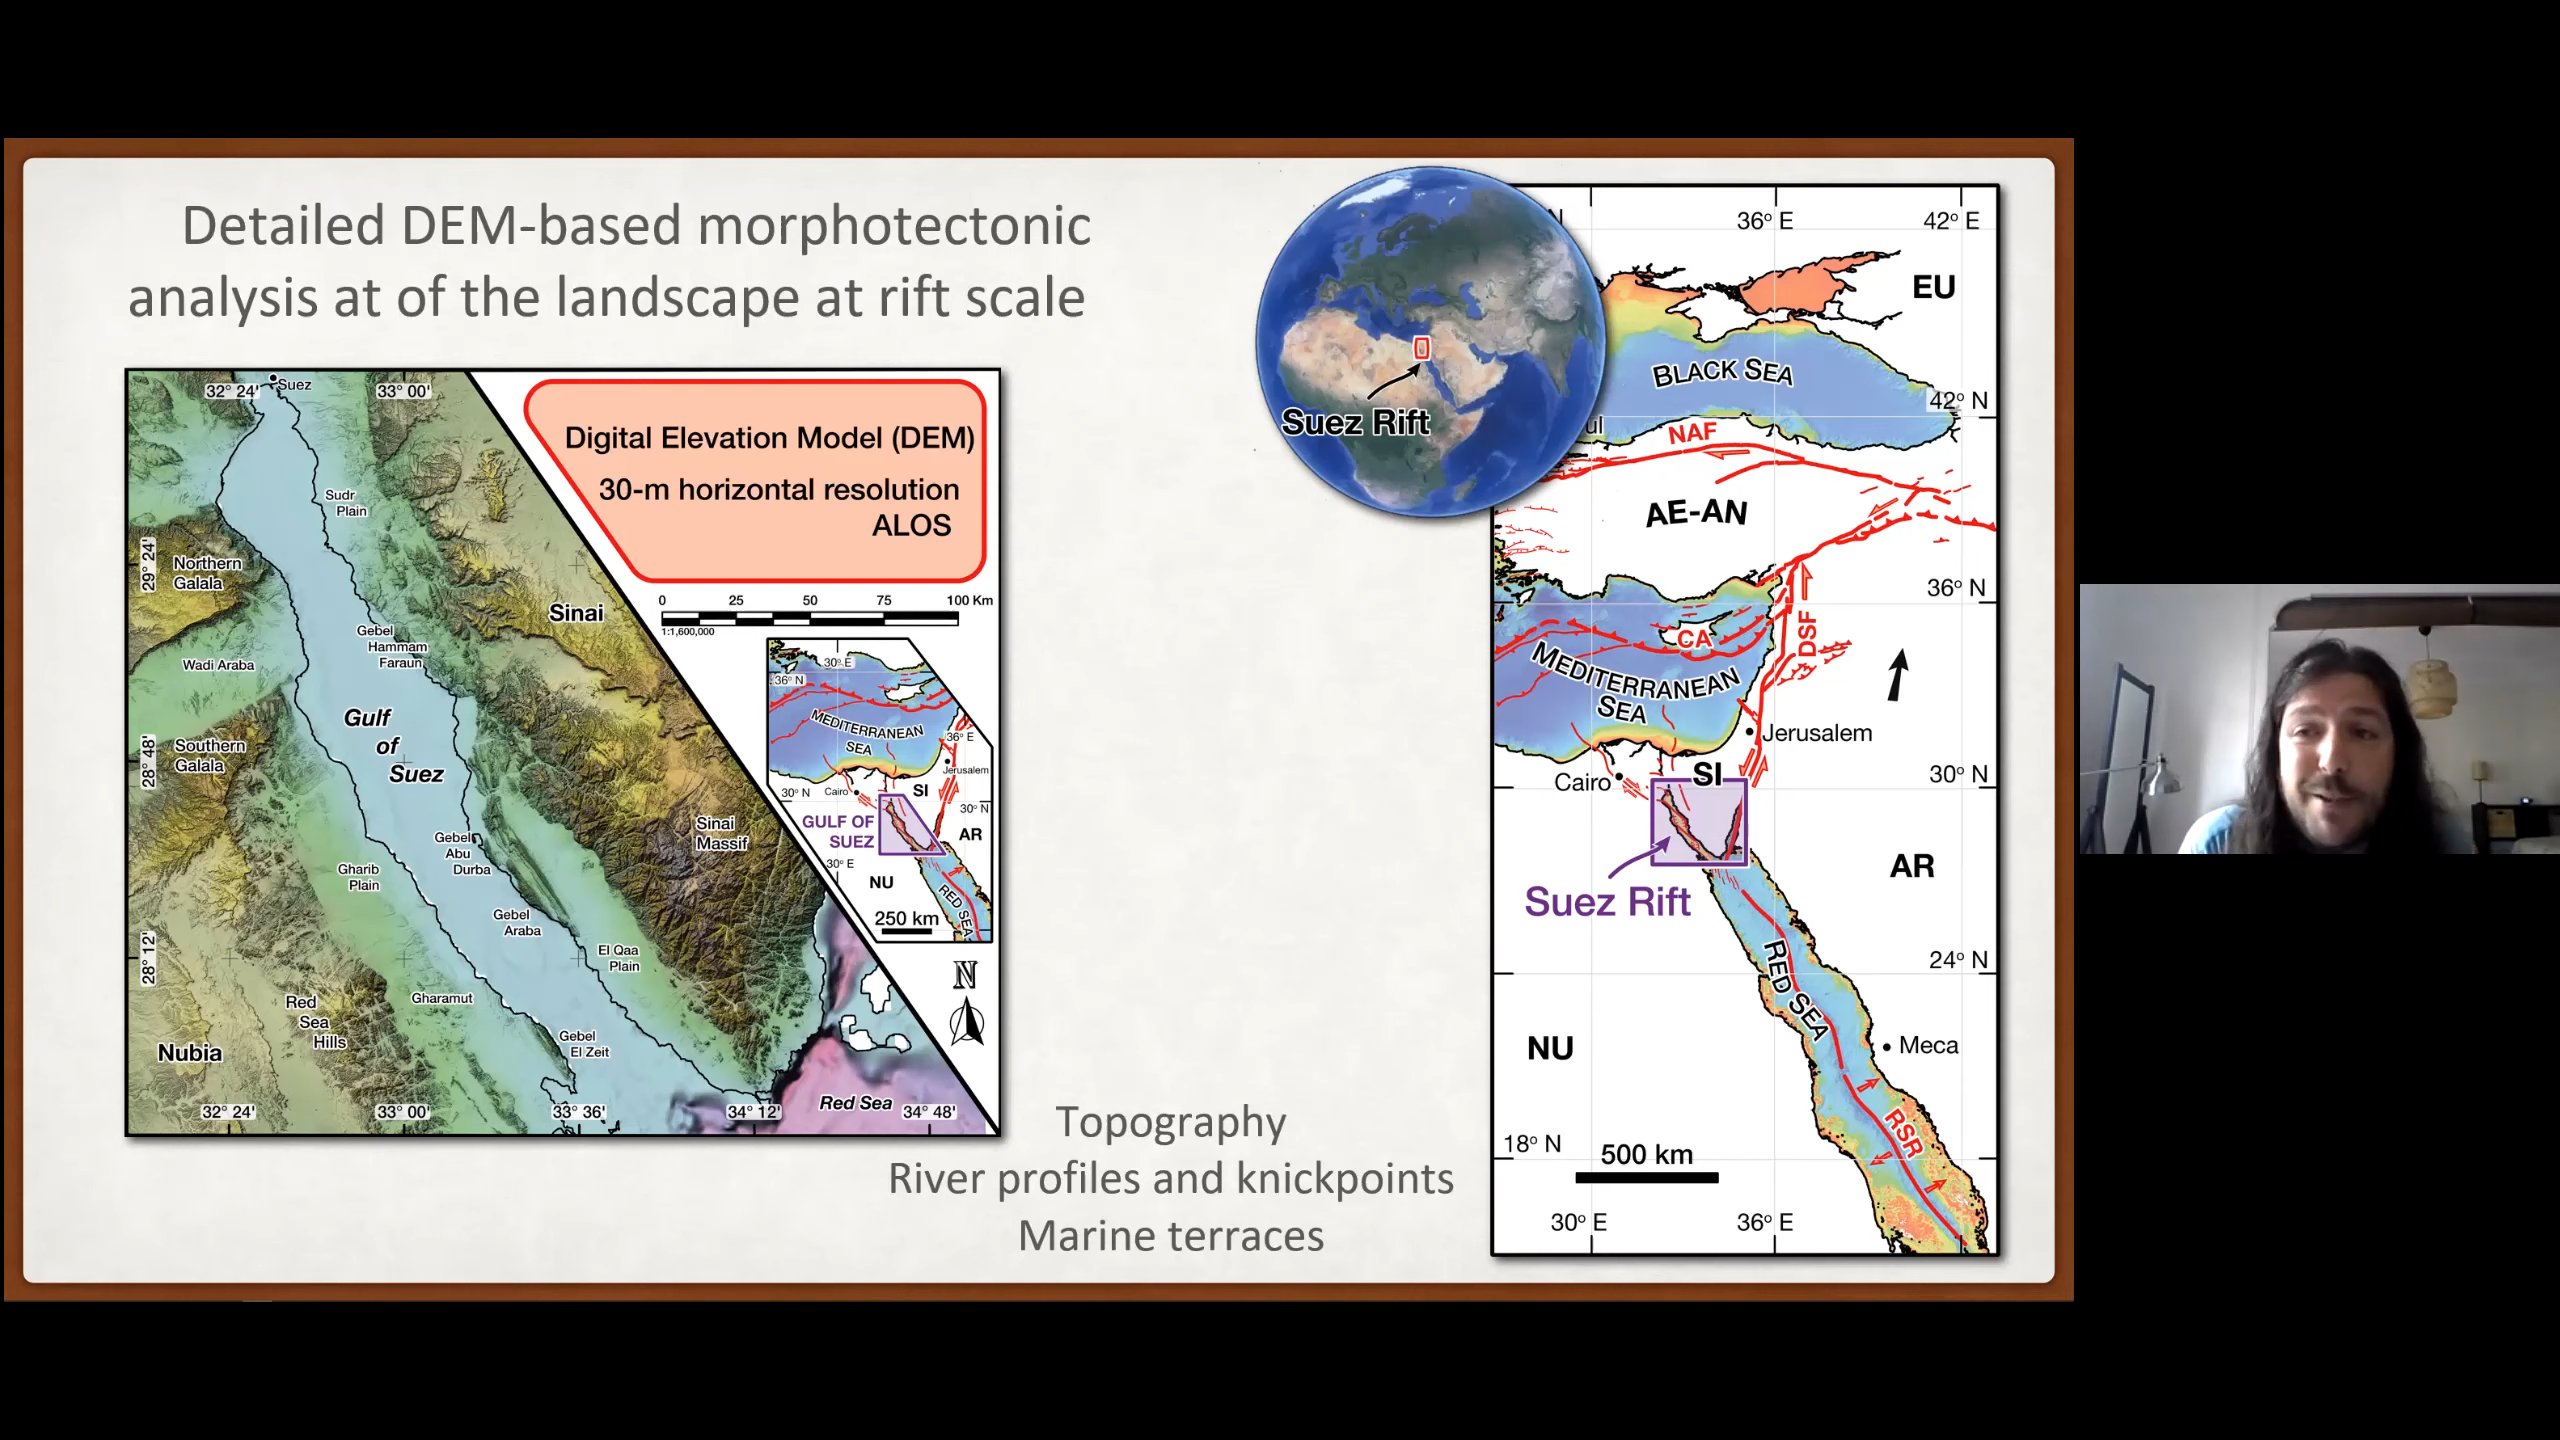 Detailed DEM-based morphotectonic
analysis at of the landscape at rift scale
32° 24'
Suez
33° 00'
Sudr
Plain
29° 24'
Northern
Galala
Sinai
Gebel
Hammam
Faraun
Wadi Araba
Gulf
of
Suez
28° 48'
Southern
Galala
Sinai
Massif
Gebel
Abu
Durba
Gharib
Plain
Gebel
Araba
28° 12'
El Qaa
Plain
Red
Sea
Hills
Gharamut
Gebel
El Zeit
Nubia
Red Sea
32° 24'
33° 00'
33° 36'
34° 12'
34° 48'
Digital Elevation Model (DEM)
30-m horizontal resolution
ALOS
0 25 50 75 100 Km
1:1,600,000
30° E
36° N
MEDITERRANEAN
SEA
36° E
Jerusalem
30° N
Cairo
SI
30° N
GULF OF
SUEZ
AR
30° E
NU
RED SEA
250 km
N
Topography
River profiles and knickpoints
Marine terraces
Suez Rift
N
36° E
42° E
EU
BLACK SEA
42° N
ul
NAF
AE-AN
36° N
CA
DSF
MEDITERRANEAN
SEA
Jerusalem
Cairo
SI
30° N
AR
Suez Rift
RED SEA
24° N
NU
Meca
RSR
18° N
500 km
30° E
36° E